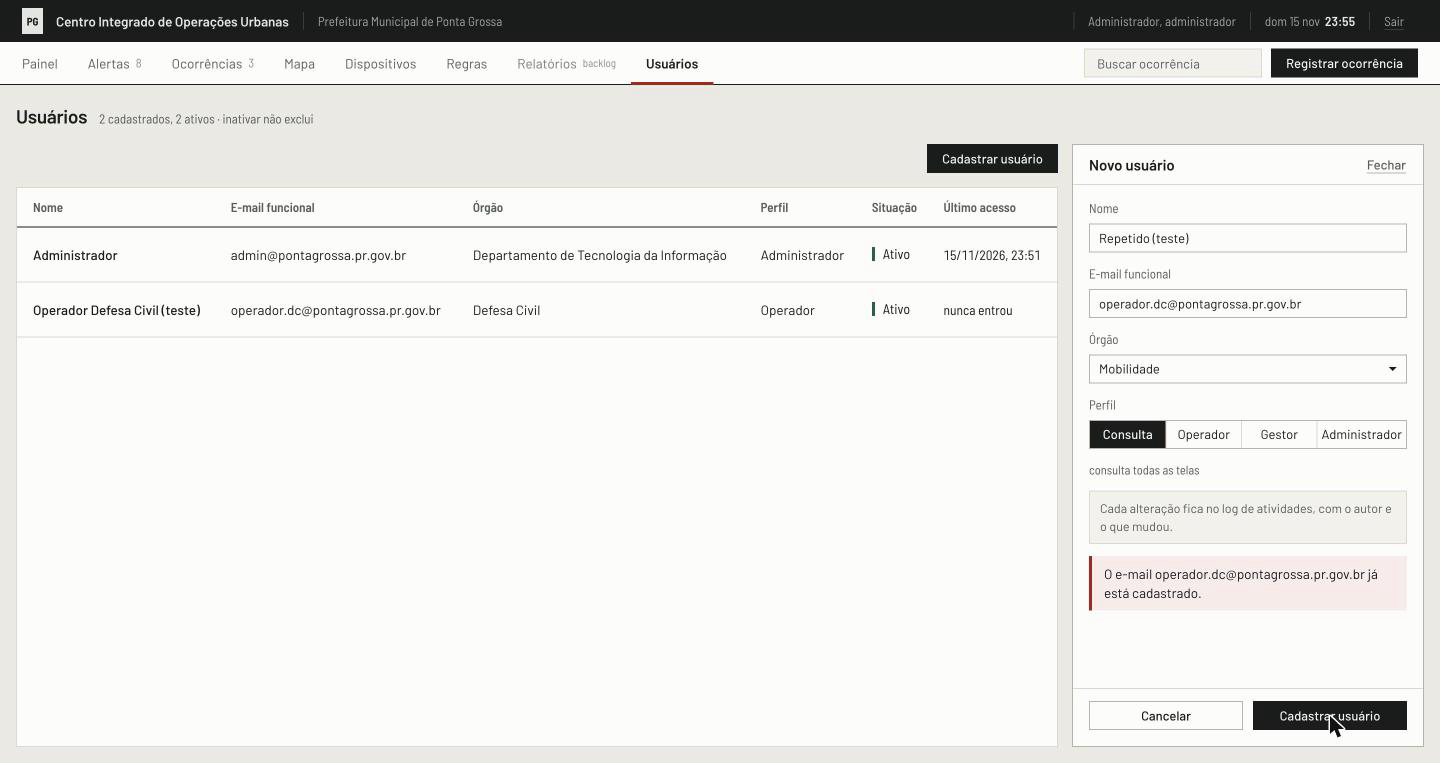 PG Centro Integrado de Operações Urbanas Prefeitura Municipal de Ponta Grossa Administrador, administrador dom 15 nov 23:55 Sair
Painel Alertas 8 Ocorrências 3 Mapa Dispositivos Regras Relatórios backlog Usuários Buscar ocorrência Registrar ocorrência
Usuários 2 cadastrados, 2 ativos · inativar não exclui
Cadastrar usuário
Nome E-mail funcional Órgão Perfil Situação Último acesso
Administrador admin@pontagrossa.pr.gov.br Departamento de Tecnologia da Informação Administrador Ativo 15/11/2026, 23:51
Operador Defesa Civil (teste) operador.dc@pontagrossa.pr.gov.br Defesa Civil Operador Ativo nunca entrou
Novo usuário Fechar
Nome
Repetido (teste)
E-mail funcional
operador.dc@pontagrossa.pr.gov.br
Órgão
Mobilidade
Perfil
Consulta Operador Gestor Administrador
consulta todas as telas
Cada alteração fica no log de atividades, com o autor e
o que mudou.
O e-mail operador.dc@pontagrossa.pr.gov.br já
está cadastrado.
Cancelar Cadastrar usuário